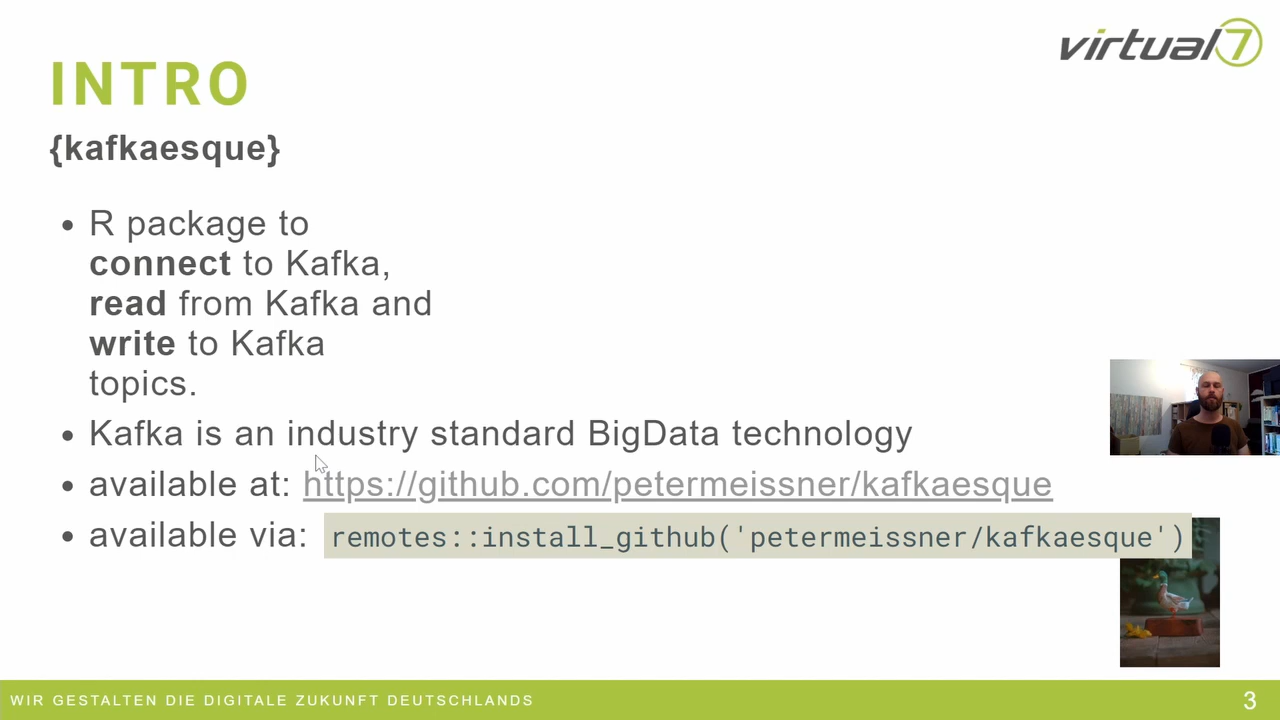 virtual7
INTRO
{kafkaesque}
• R package to
connect to Kafka,
read from Kafka and
write to Kafka
topics.
• Kafka is an industry standard BigData technology
• available at: https://github.com/petermeissner/kafkaesque
• available via: remotes::install_github('petermeissner/kafkaesque')
WIR GESTALTEN DIE DIGITALE ZUKUNFT DEUTSCHLANDS
3